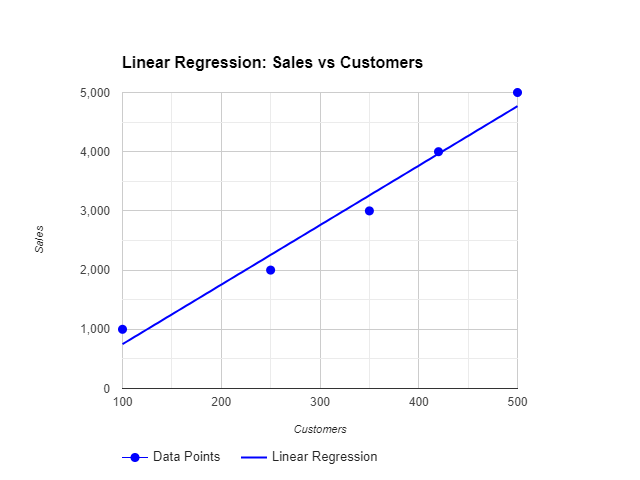 Linear Regression: Sales vs Customers
5,000
4,000
3,000
2,000
1,000
0
Sales
100 200 300 400 500
Customers
Data Points Linear Regression